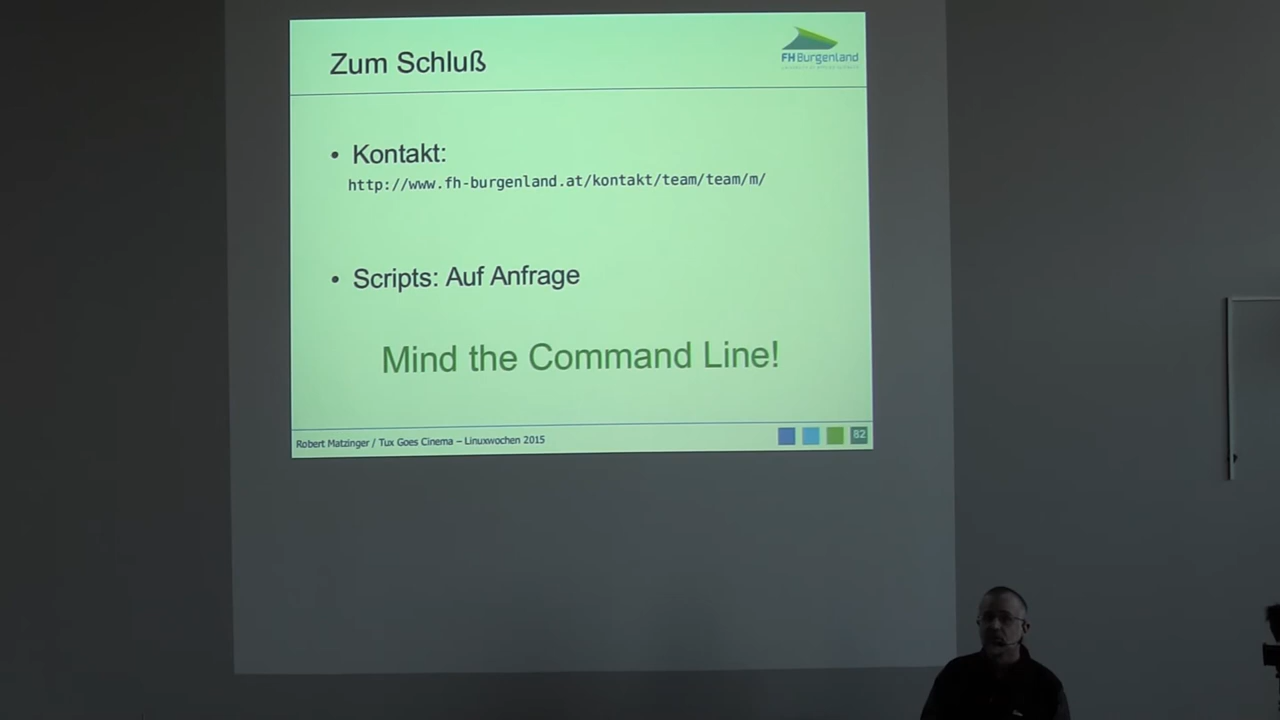 Zum Schluß
FH Burgenland
• Kontakt:
http://www.fh-burgenland.at/kontakt/team/team/m/
• Scripts: Auf Anfrage
Mind the Command Line!
Robert Matzinger / Tux Goes Cinema – Linuxwochen 2015
82